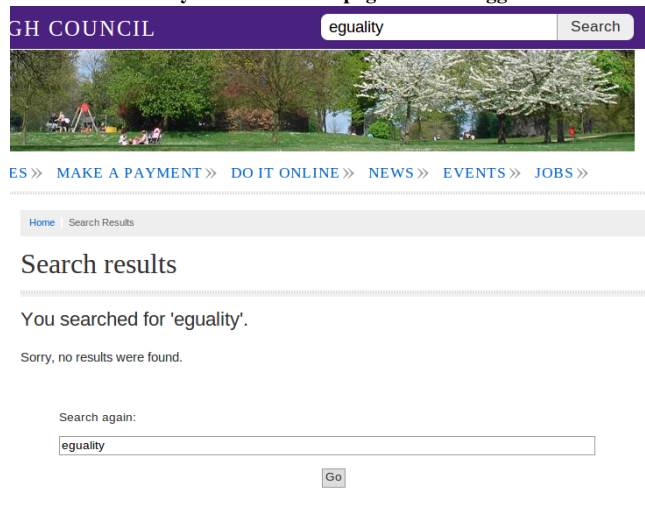 GH COUNCIL
eguality
Search
ES» MAKE A PAYMENT» DO IT ONLINE» NEWS» EVENTS» JOBS»
Home Search Results
Search results
You searched for 'eguality'.
Sorry, no results were found.
Search again:
eguality
Go